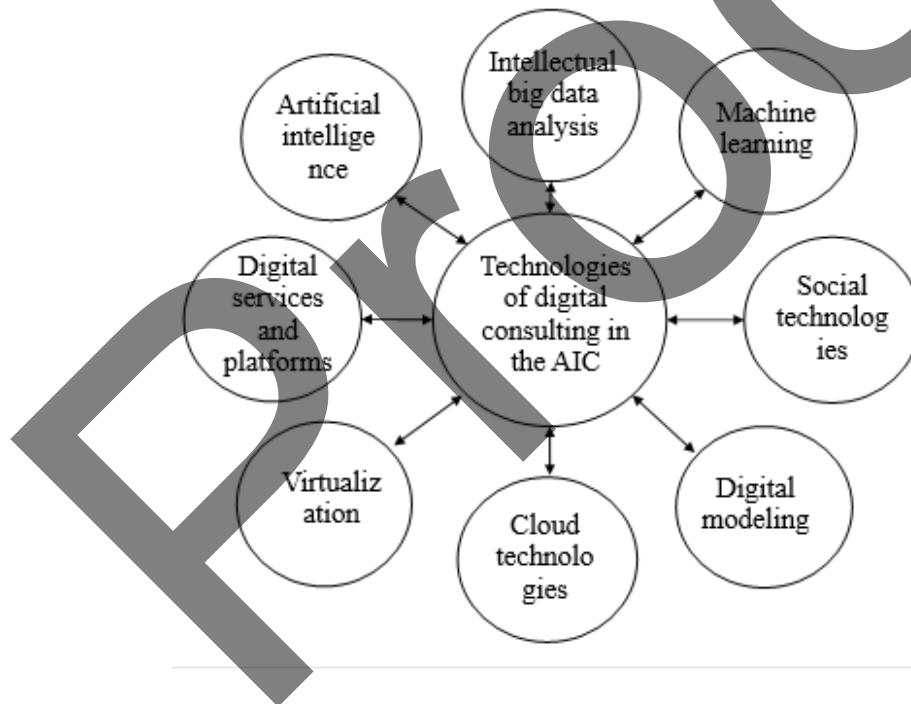 Intellectual
big data
analysis
Artificial
intellige
nce
Machine
learning
Digital
services
and
platforms
Technologies
of digital
consulting in
the AIC
Social
technolog
ies
Virtualiz
ation
Cloud
technolo
gies
Digital
modeling
Pro